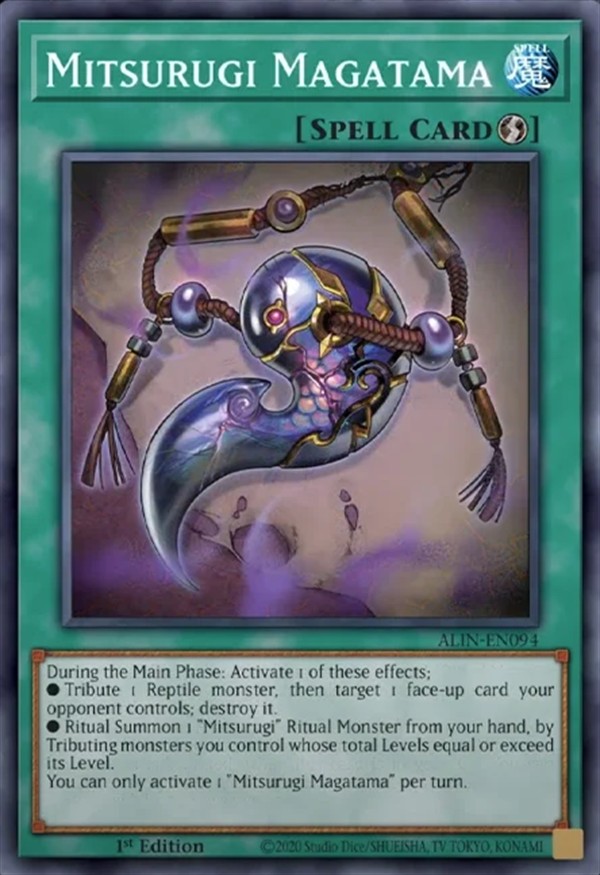 MITSURUGI MAGATAMA
SPELL
魔
[SPELL CARD]
ALIN-EN094
During the Main Phase: Activate 1 of these effects;
● Tribute 1 Reptile monster, then target 1 face-up card your
opponent controls; destroy it.
● Ritual Summon 1 "Mitsurugi" Ritual Monster from your hand, by
Tributing monsters you control whose total Levels equal or exceed
its Level.
You can only activate 1 "Mitsurugi Magatama" per turn.
1st Edition
©2020 Studio Dice/SHUEISHA, TV TOKYO, KONAMI